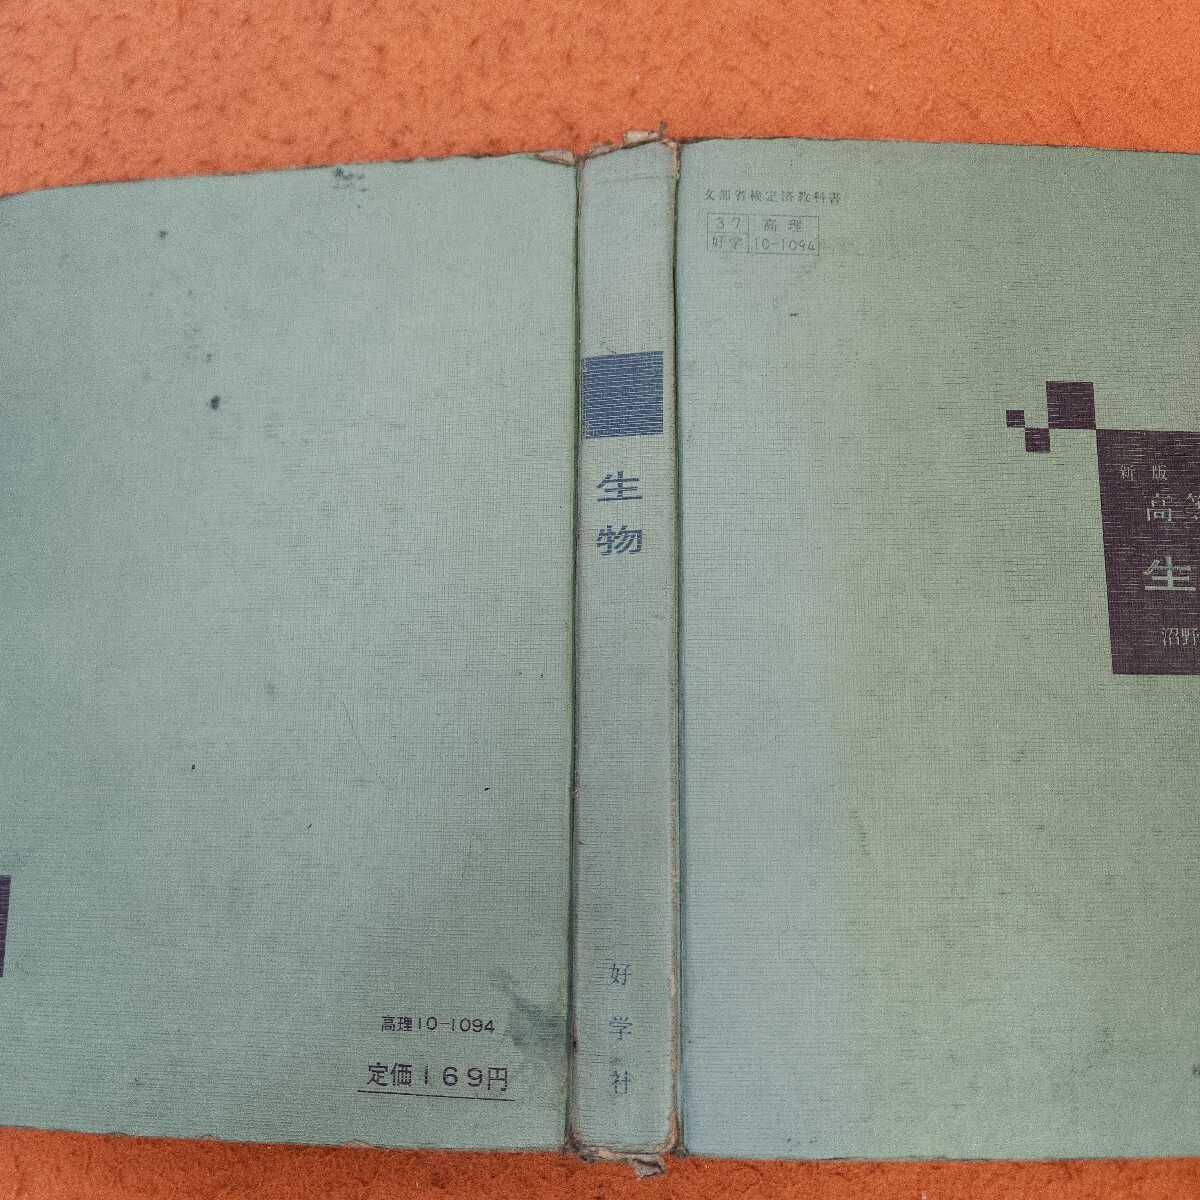 文部省検定済教科書
37 高理
好学 10-1094
新版
高等
生
沼野
生物
好学社
高理10-1094
定価169円